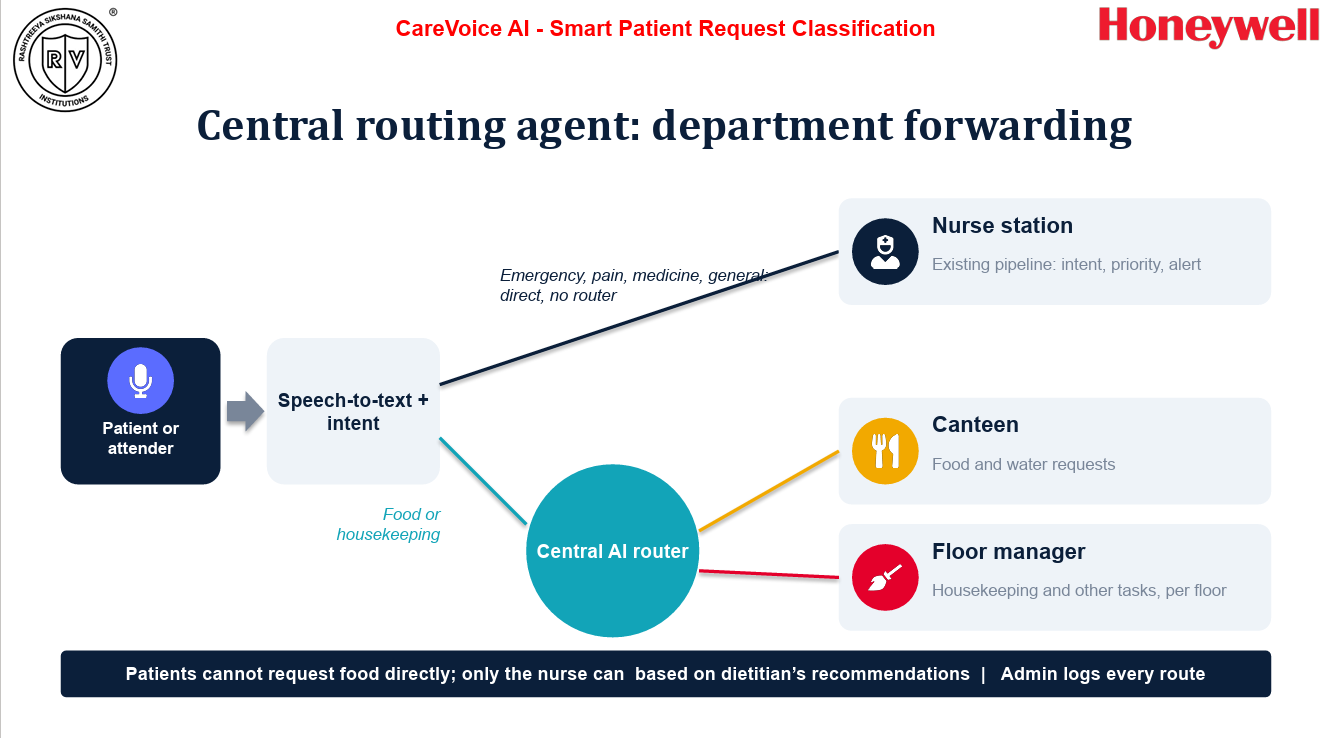 RASHTREEYA SIKSHANA SAMITHI TRUST
RV
INSTITUTIONS
®
CareVoice AI - Smart Patient Request Classification
Honeywell
Central routing agent: department forwarding
Nurse station
Existing pipeline: intent, priority, alert
Emergency, pain, medicine, general:
direct, no router
Patient or
attender
Speech-to-text +
intent
Canteen
Food and water requests
Food or
housekeeping
Central AI router
Floor manager
Housekeeping and other tasks, per floor
Patients cannot request food directly; only the nurse can  based on dietitian’s recommendations  |   Admin logs every route